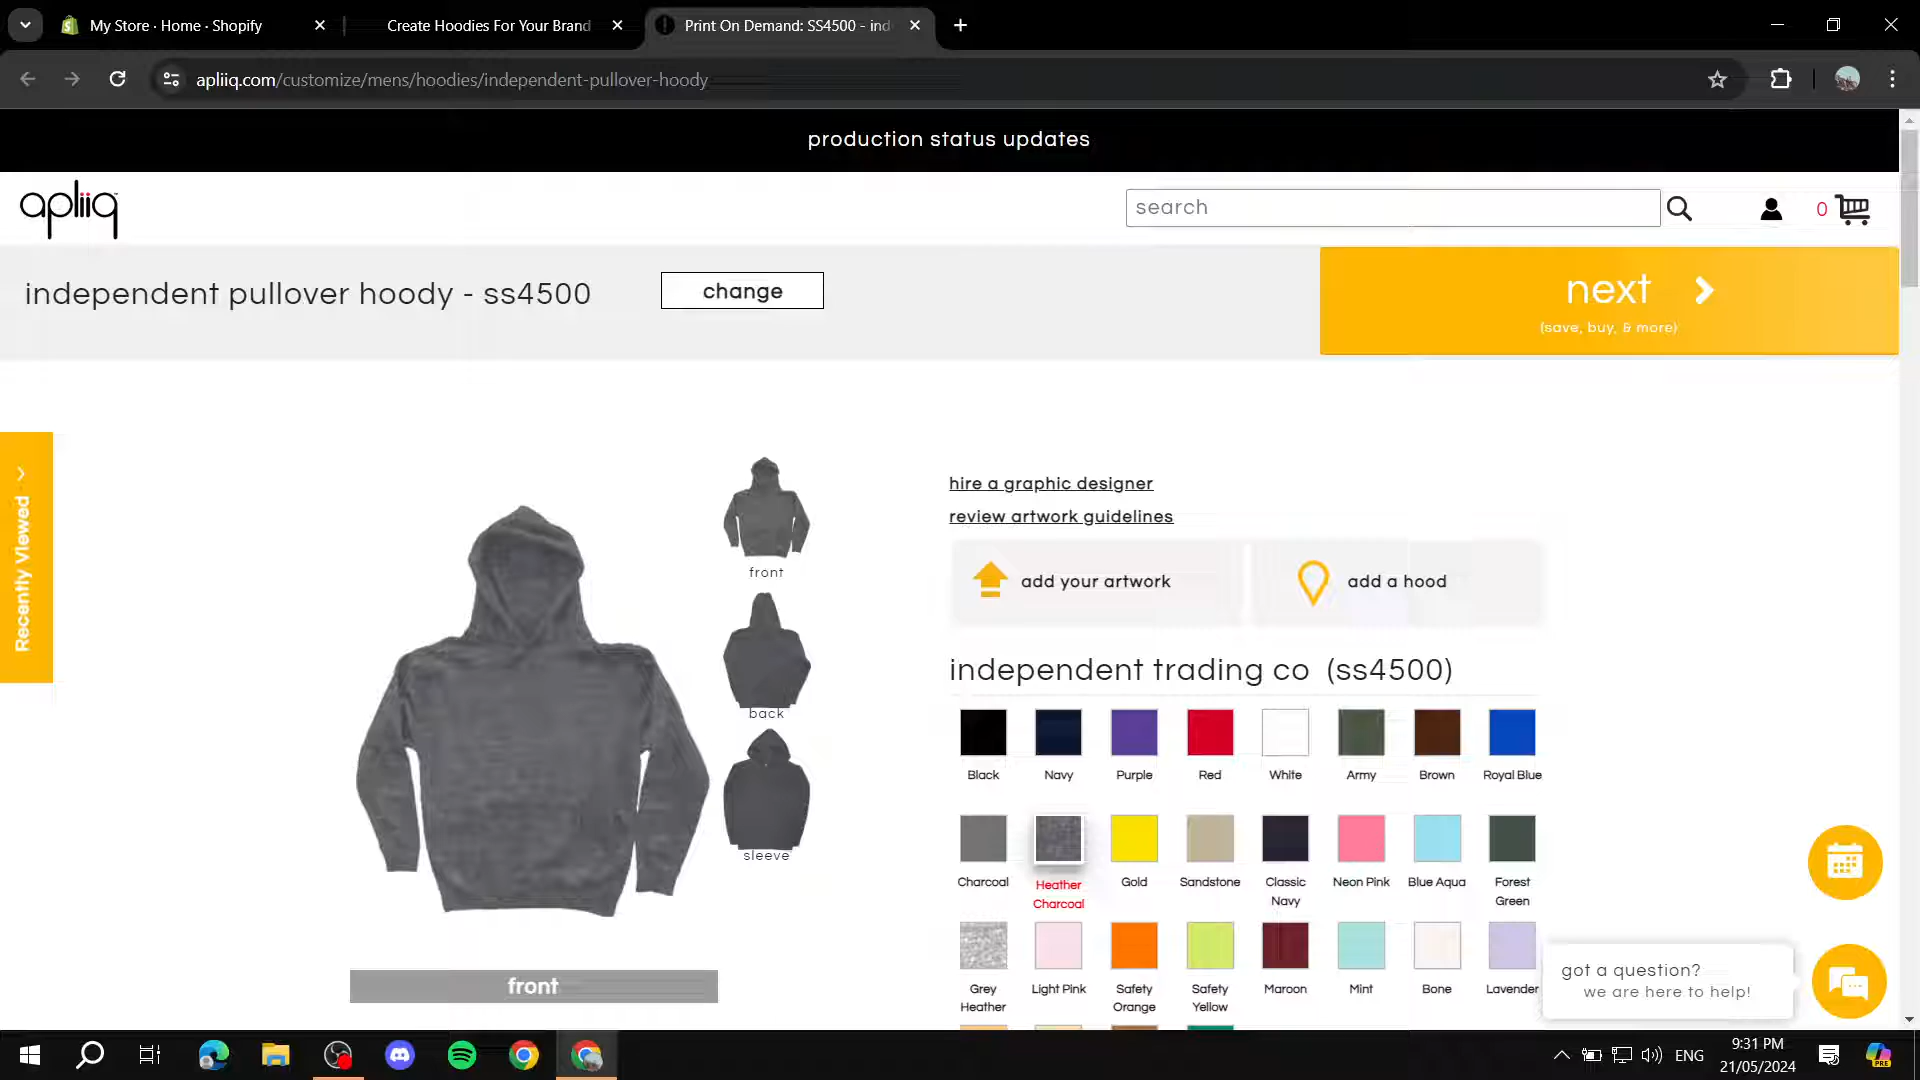 My Store · Home · Shopify
Create Hoodies For Your Brand
Print On Demand: SS4500 - ind
apliiq.com/customize/mens/hoodies/independent-pullover-hoody
production status updates
apliiq
search
0
independent pullover hoody - ss4500
change
next
(save, buy, & more)
Recently Viewed
front
back
sleeve
front
hire a graphic designer
review artwork guidelines
add your artwork
add a hood
independent trading co (ss4500)
Black
Navy
Purple
Red
White
Army
Brown
Royal Blue
Charcoal
Heather
Charcoal
Gold
Sandstone
Classic
Navy
Neon Pink
Blue Aqua
Forest
Green
Grey
Heather
Light Pink
Safety
Orange
Safety
Yellow
Maroon
Mint
Bone
Lavender
got a question?
we are here to help!
ENG
9:31 PM
21/05/2024
PRE